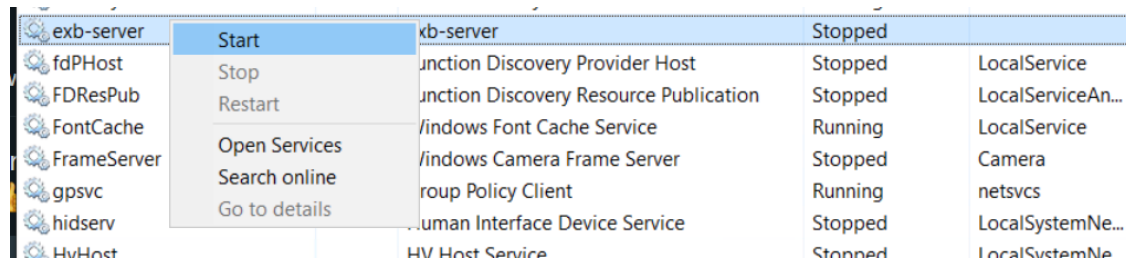 exb-server xb-server Stopped
Start
fdPHost unction Discovery Provider Host Stopped LocalService
Stop
FDResPub unction Discovery Resource Publication Stopped LocalServiceAn...
Restart
FontCache Windows Font Cache Service Running LocalService
Open Services
FrameServer Windows Camera Frame Server Stopped Camera
Search online
gpsvc roup Policy Client Running netsvcs
Go to details
hidserv Human Interface Device Service Stopped LocalSystemNe...
HvHost HV Host Service Stopped LocalSystemNe